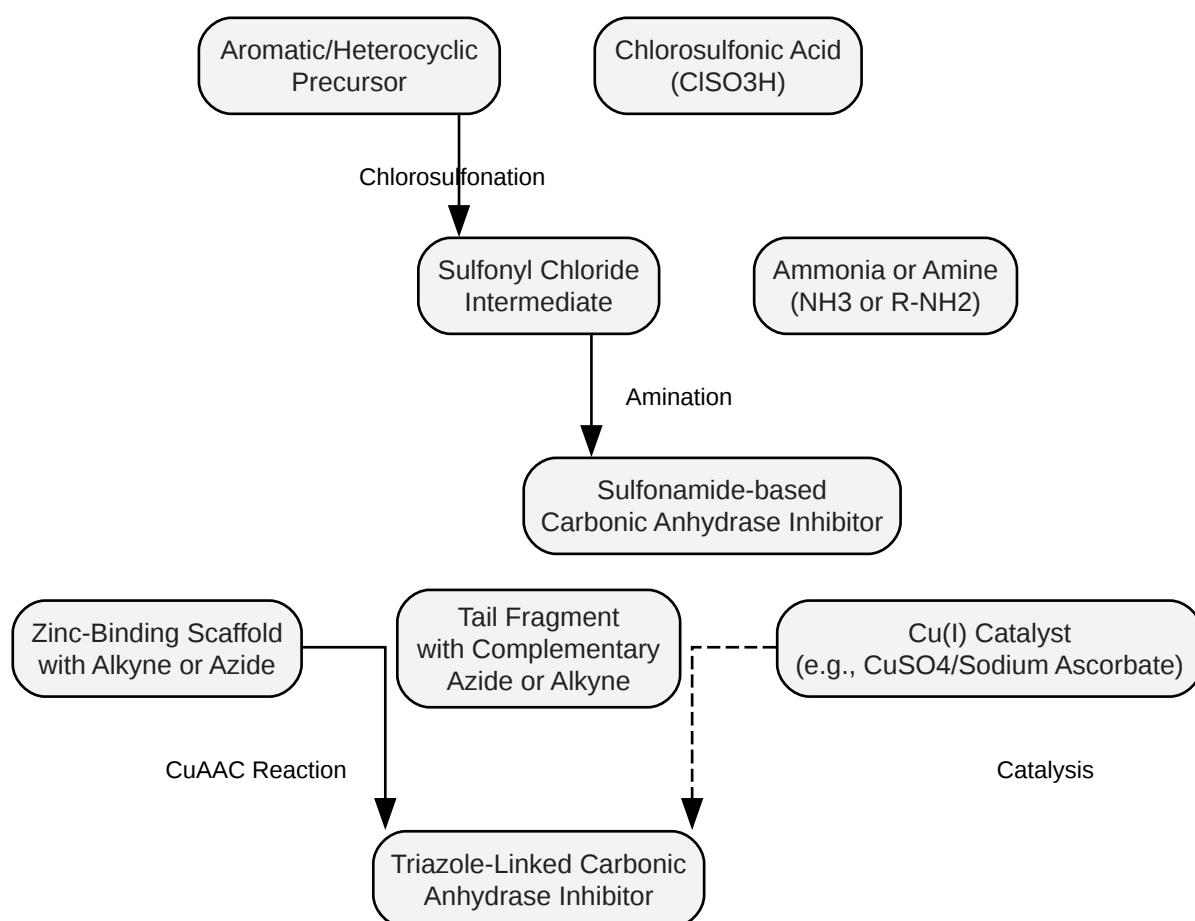 Aromatic/Heterocyclic
Precursor
Chlorosulfonic Acid
(ClSO3H)
Chlorosulfonation
Sulfonyl Chloride
Intermediate
Ammonia or Amine
(NH3 or R-NH2)
Amination
Sulfonamide-based
Carbonic Anhydrase Inhibitor
Zinc-Binding Scaffold
with Alkyne or Azide
Tail Fragment
with Complementary
Azide or Alkyne
Cu(I) Catalyst
(e.g., CuSO4/Sodium Ascorbate)
CuAAC Reaction
Catalysis
Triazole-Linked Carbonic
Anhydrase Inhibitor